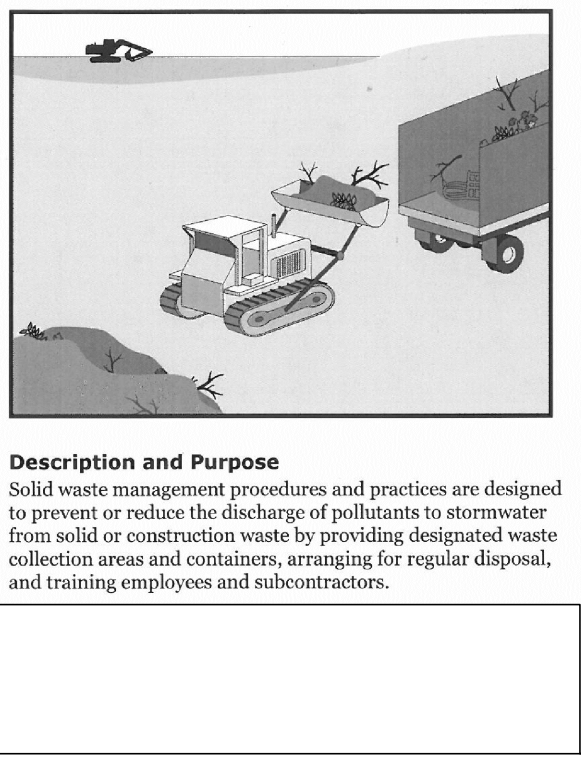 Description and Purpose
Solid waste management procedures and practices are designed
to prevent or reduce the discharge of pollutants to stormwater
from solid or construction waste by providing designated waste
collection areas and containers, arranging for regular disposal,
and training employees and subcontractors.